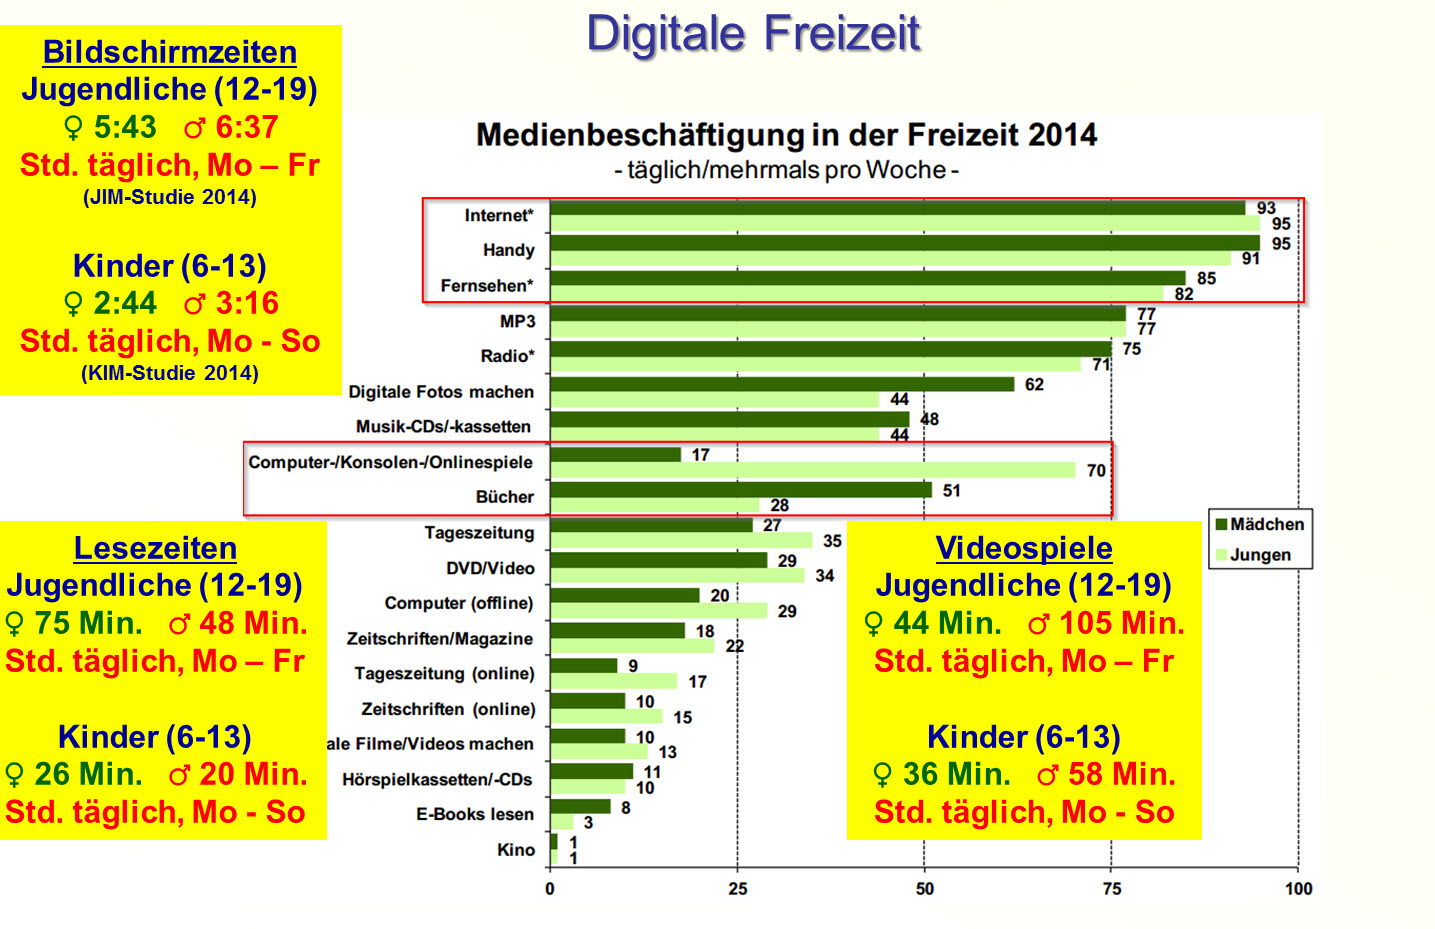 Digitale Freizeit
Bildschirmzeiten
Jugendliche (12-19)
♀ 5:43 ♂ 6:37
Std. täglich, Mo – Fr
(JIM-Studie 2014)
Kinder (6-13)
♀ 2:44 ♂ 3:16
Std. täglich, Mo - So
(KIM-Studie 2014)
Medienbeschäftigung in der Freizeit 2014
- täglich/mehrmals pro Woche -
Internet* 93
95
Handy 95
91
Fernsehen* 85
82
MP3 77
77
Radio* 75
71
Digitale Fotos machen 62
44
Musik-CDs/-kassetten 48
44
Computer-/Konsolen-/Onlinespiele 17
70
Bücher 51
28
Tageszeitung 27
35
DVD/Video 29
34
Computer (offline) 20
29
Zeitschriften/Magazine 18
22
Tageszeitung (online) 9
17
Zeitschriften (online) 10
15
ale Filme/Videos machen 10
13
Hörspielkassetten/-CDs 11
10
E-Books lesen 8
3
Kino 1
1
0 25 50 75 100
Mädchen
Jungen
Lesezeiten
Jugendliche (12-19)
♀ 75 Min. ♂ 48 Min.
Std. täglich, Mo – Fr
Kinder (6-13)
♀ 26 Min. ♂ 20 Min.
Std. täglich, Mo - So
Videospiele
Jugendliche (12-19)
♀ 44 Min. ♂ 105 Min.
Std. täglich, Mo – Fr
Kinder (6-13)
♀ 36 Min. ♂ 58 Min.
Std. täglich, Mo - So